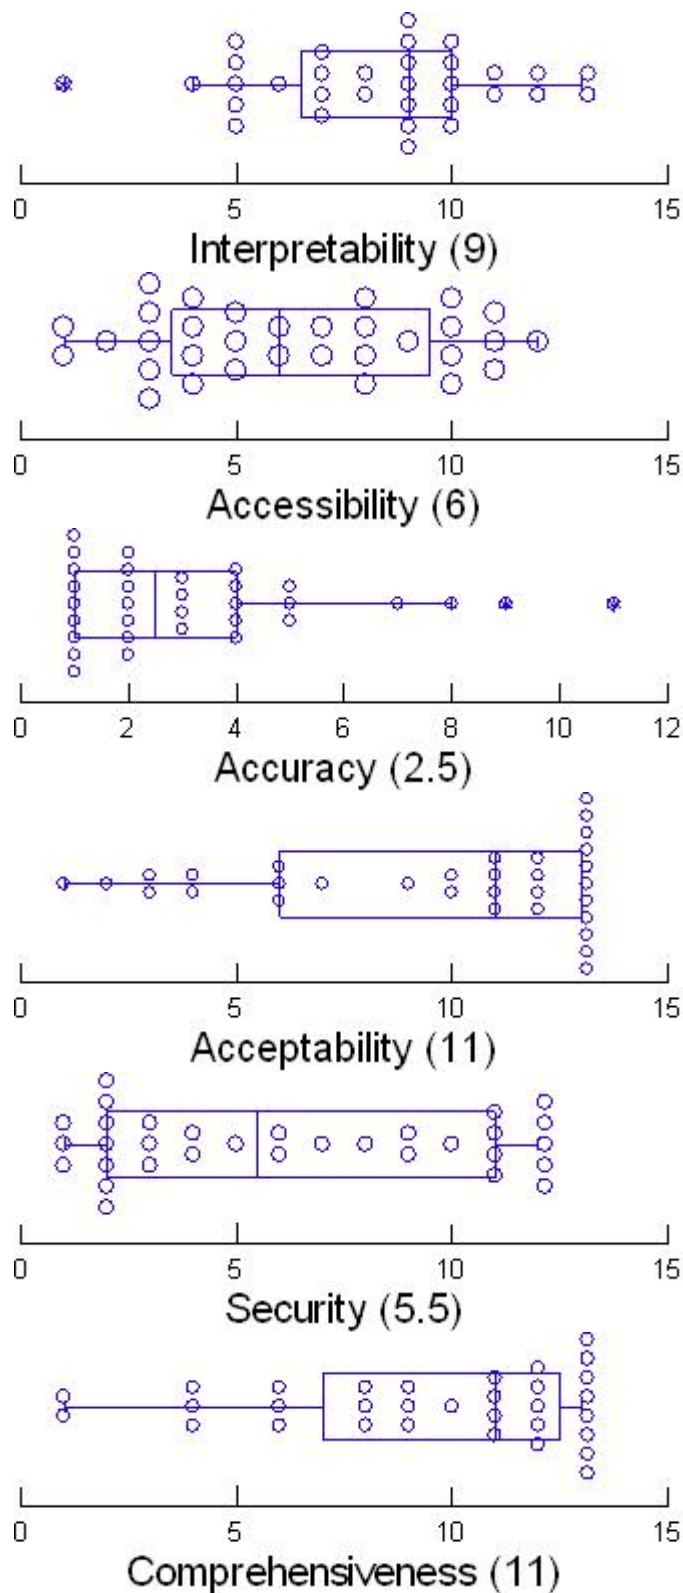 0 5 10 15
Interpretability (9)
0 5 10 15
Accessibility (6)
0 2 4 6 8 10 12
Accuracy (2.5)
0 5 10 15
Acceptability (11)
0 5 10 15
Security (5.5)
0 5 10 15
Comprehensiveness (11)